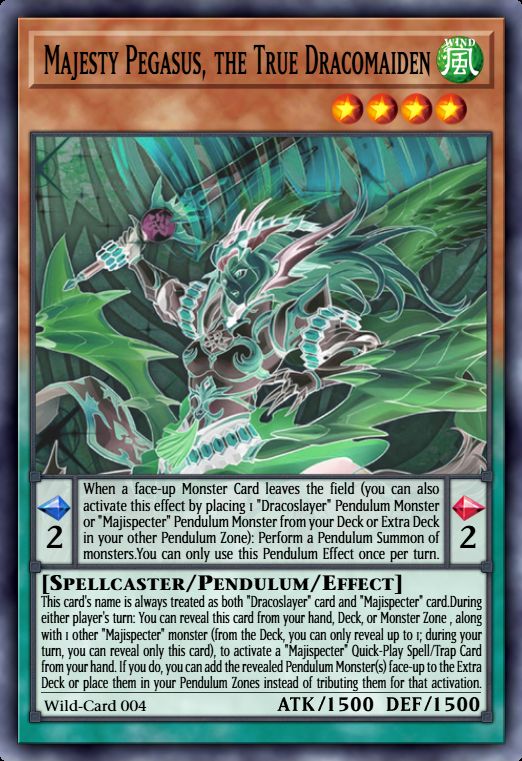 MAJESTY PEGASUS, THE TRUE DRACOMAIDEN
WIND
風
When a face-up Monster Card leaves the field (you can also
activate this effect by placing 1 "Dracoslayer" Pendulum Monster
or "Majispecter" Pendulum Monster from your Deck or Extra Deck
in your other Pendulum Zone): Perform a Pendulum Summon of
monsters.You can only use this Pendulum Effect once per turn.
2
2
[SPELLCASTER/PENDULUM/EFFECT]
This card's name is always treated as both "Dracoslayer" card and "Majispecter" card.During
either player's turn: You can reveal this card from your hand, Deck, or Monster Zone , along
with 1 other "Majispecter" monster (from the Deck, you can only reveal up to 1; during your
turn, you can reveal only this card), to activate a "Majispecter" Quick-Play Spell/Trap Card
from your hand. If you do, you can add the revealed Pendulum Monster(s) face-up to the Extra
Deck or place them in your Pendulum Zones instead of tributing them for that activation.
Wild-Card 004 ATK/1500 DEF/1500